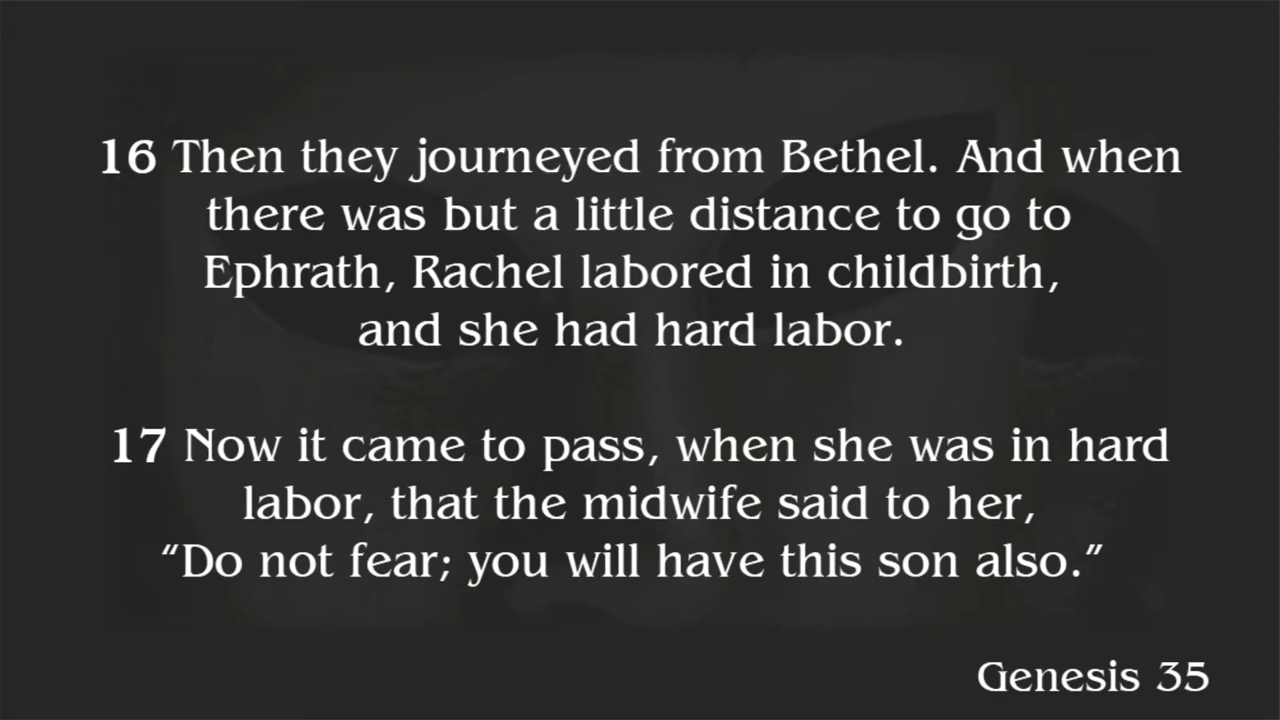 16 Then they journeyed from Bethel. And when
there was but a little distance to go to
Ephrath, Rachel labored in childbirth,
and she had hard labor.
17 Now it came to pass, when she was in hard
labor, that the midwife said to her,
“Do not fear; you will have this son also.”
Genesis 35